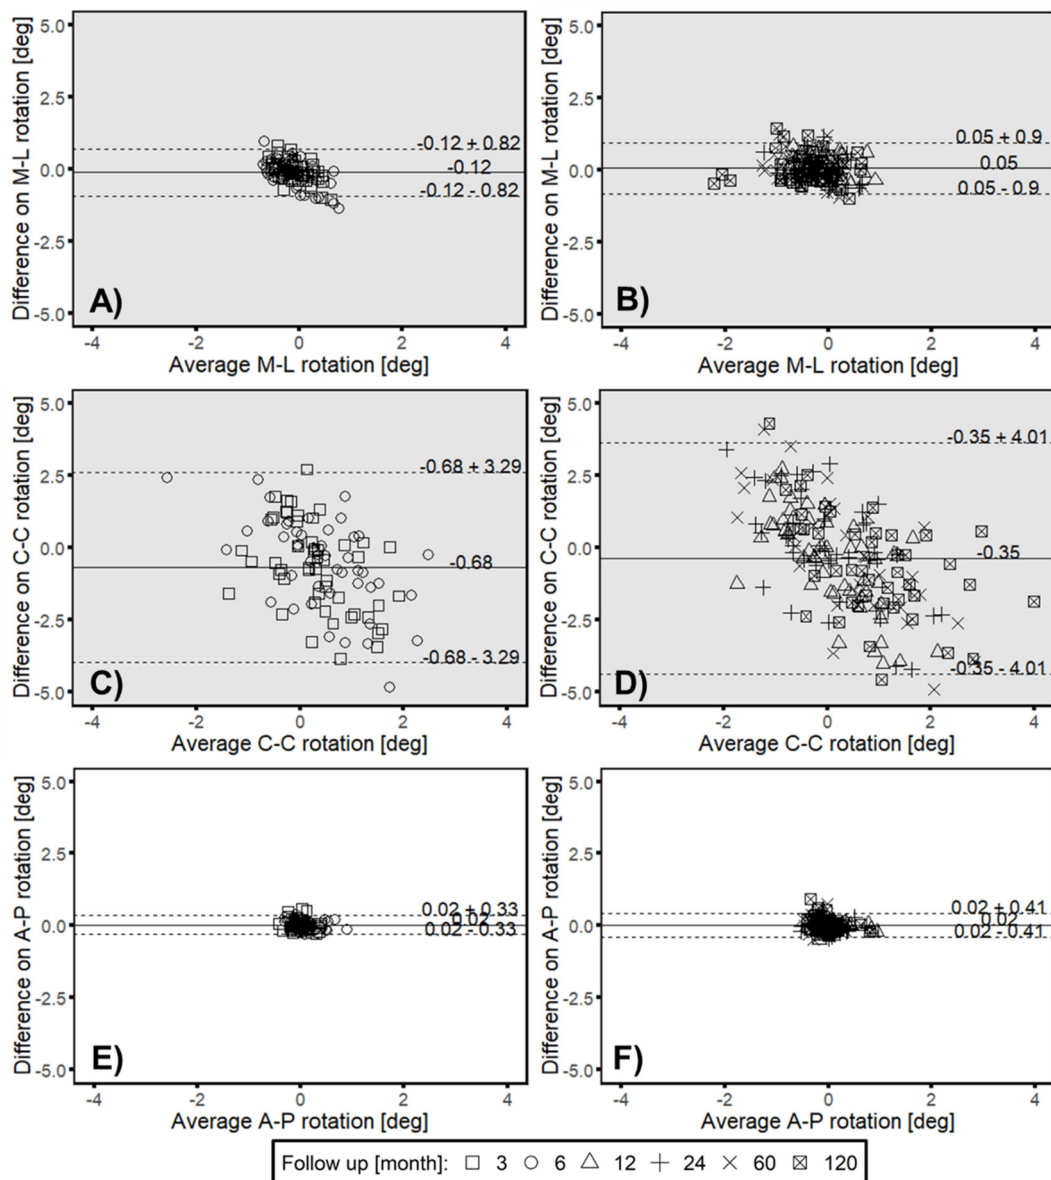 5.0
2.5
0.0
-2.5
-5.0
Difference on M-L rotation [deg]
-0.12 + 0.82
-0.12
-0.12 - 0.82
A)
-4 -2 0 2 4
Average M-L rotation [deg]
5.0
2.5
0.0
-2.5
-5.0
Difference on M-L rotation [deg]
0.05 + 0.9
0.05
0.05 - 0.9
B)
-4 -2 0 2 4
Average M-L rotation [deg]
5.0
2.5
0.0
-2.5
-5.0
Difference on C-C rotation [deg]
-0.68 + 3.29
-0.68
-0.68 - 3.29
C)
-4 -2 0 2 4
Average C-C rotation [deg]
5.0
2.5
0.0
-2.5
-5.0
Difference on C-C rotation [deg]
-0.35 + 4.01
-0.35
-0.35 - 4.01
D)
-4 -2 0 2 4
Average C-C rotation [deg]
5.0
2.5
0.0
-2.5
-5.0
Difference on A-P rotation [deg]
0.02 + 0.33
0.02
0.02 - 0.33
E)
-4 -2 0 2 4
Average A-P rotation [deg]
5.0
2.5
0.0
-2.5
-5.0
Difference on A-P rotation [deg]
0.02 + 0.41
0.02
0.02 - 0.41
F)
-4 -2 0 2 4
Average A-P rotation [deg]
Follow up [month]: 3 6 12 24 60 120